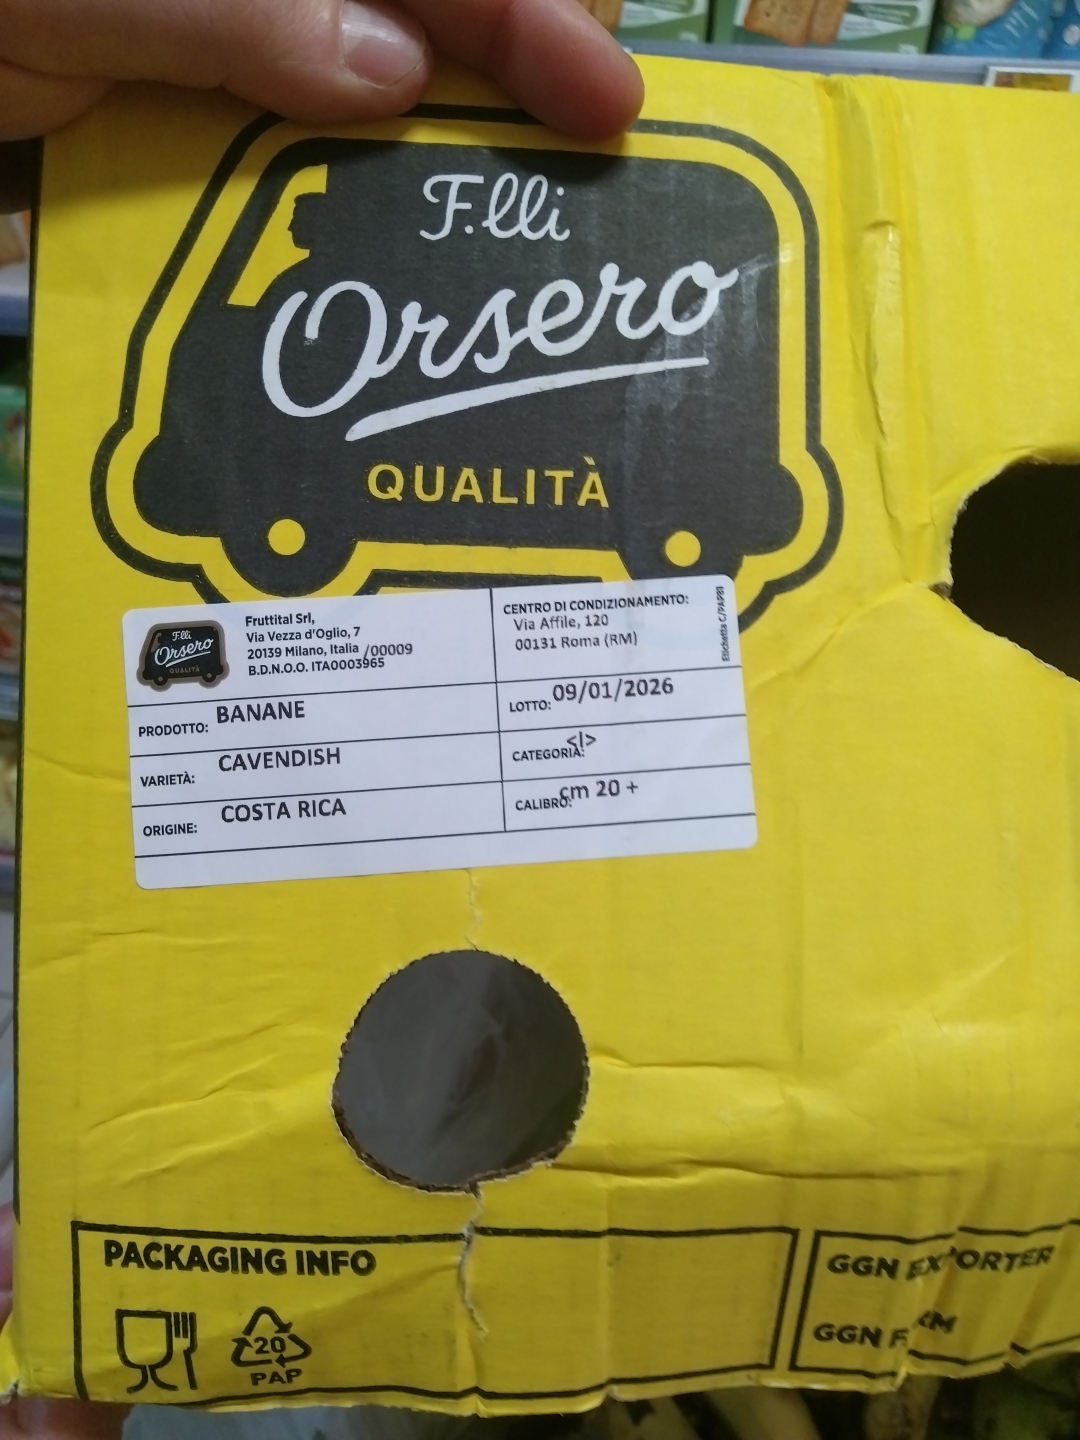 F.lli
Orsero
QUALITÀ
F.lli
Orsero
QUALITÀ
Fruttital Srl,
Via Vezza d'Oglio, 7
20139 Milano, Italia /00009
B.D.N.O.O. ITA0003965
CENTRO DI CONDIZIONAMENTO:
Via Affile, 120
00131 Roma (RM)
Etichetta C/PAP81
PRODOTTO: BANANE
LOTTO: 09/01/2026
VARIETÀ: CAVENDISH
CATEGORIA: <I>
ORIGINE: COSTA RICA
CALIBRO: cm 20 +
PACKAGING INFO
20
PAP
GGN EXPORTER
GGN